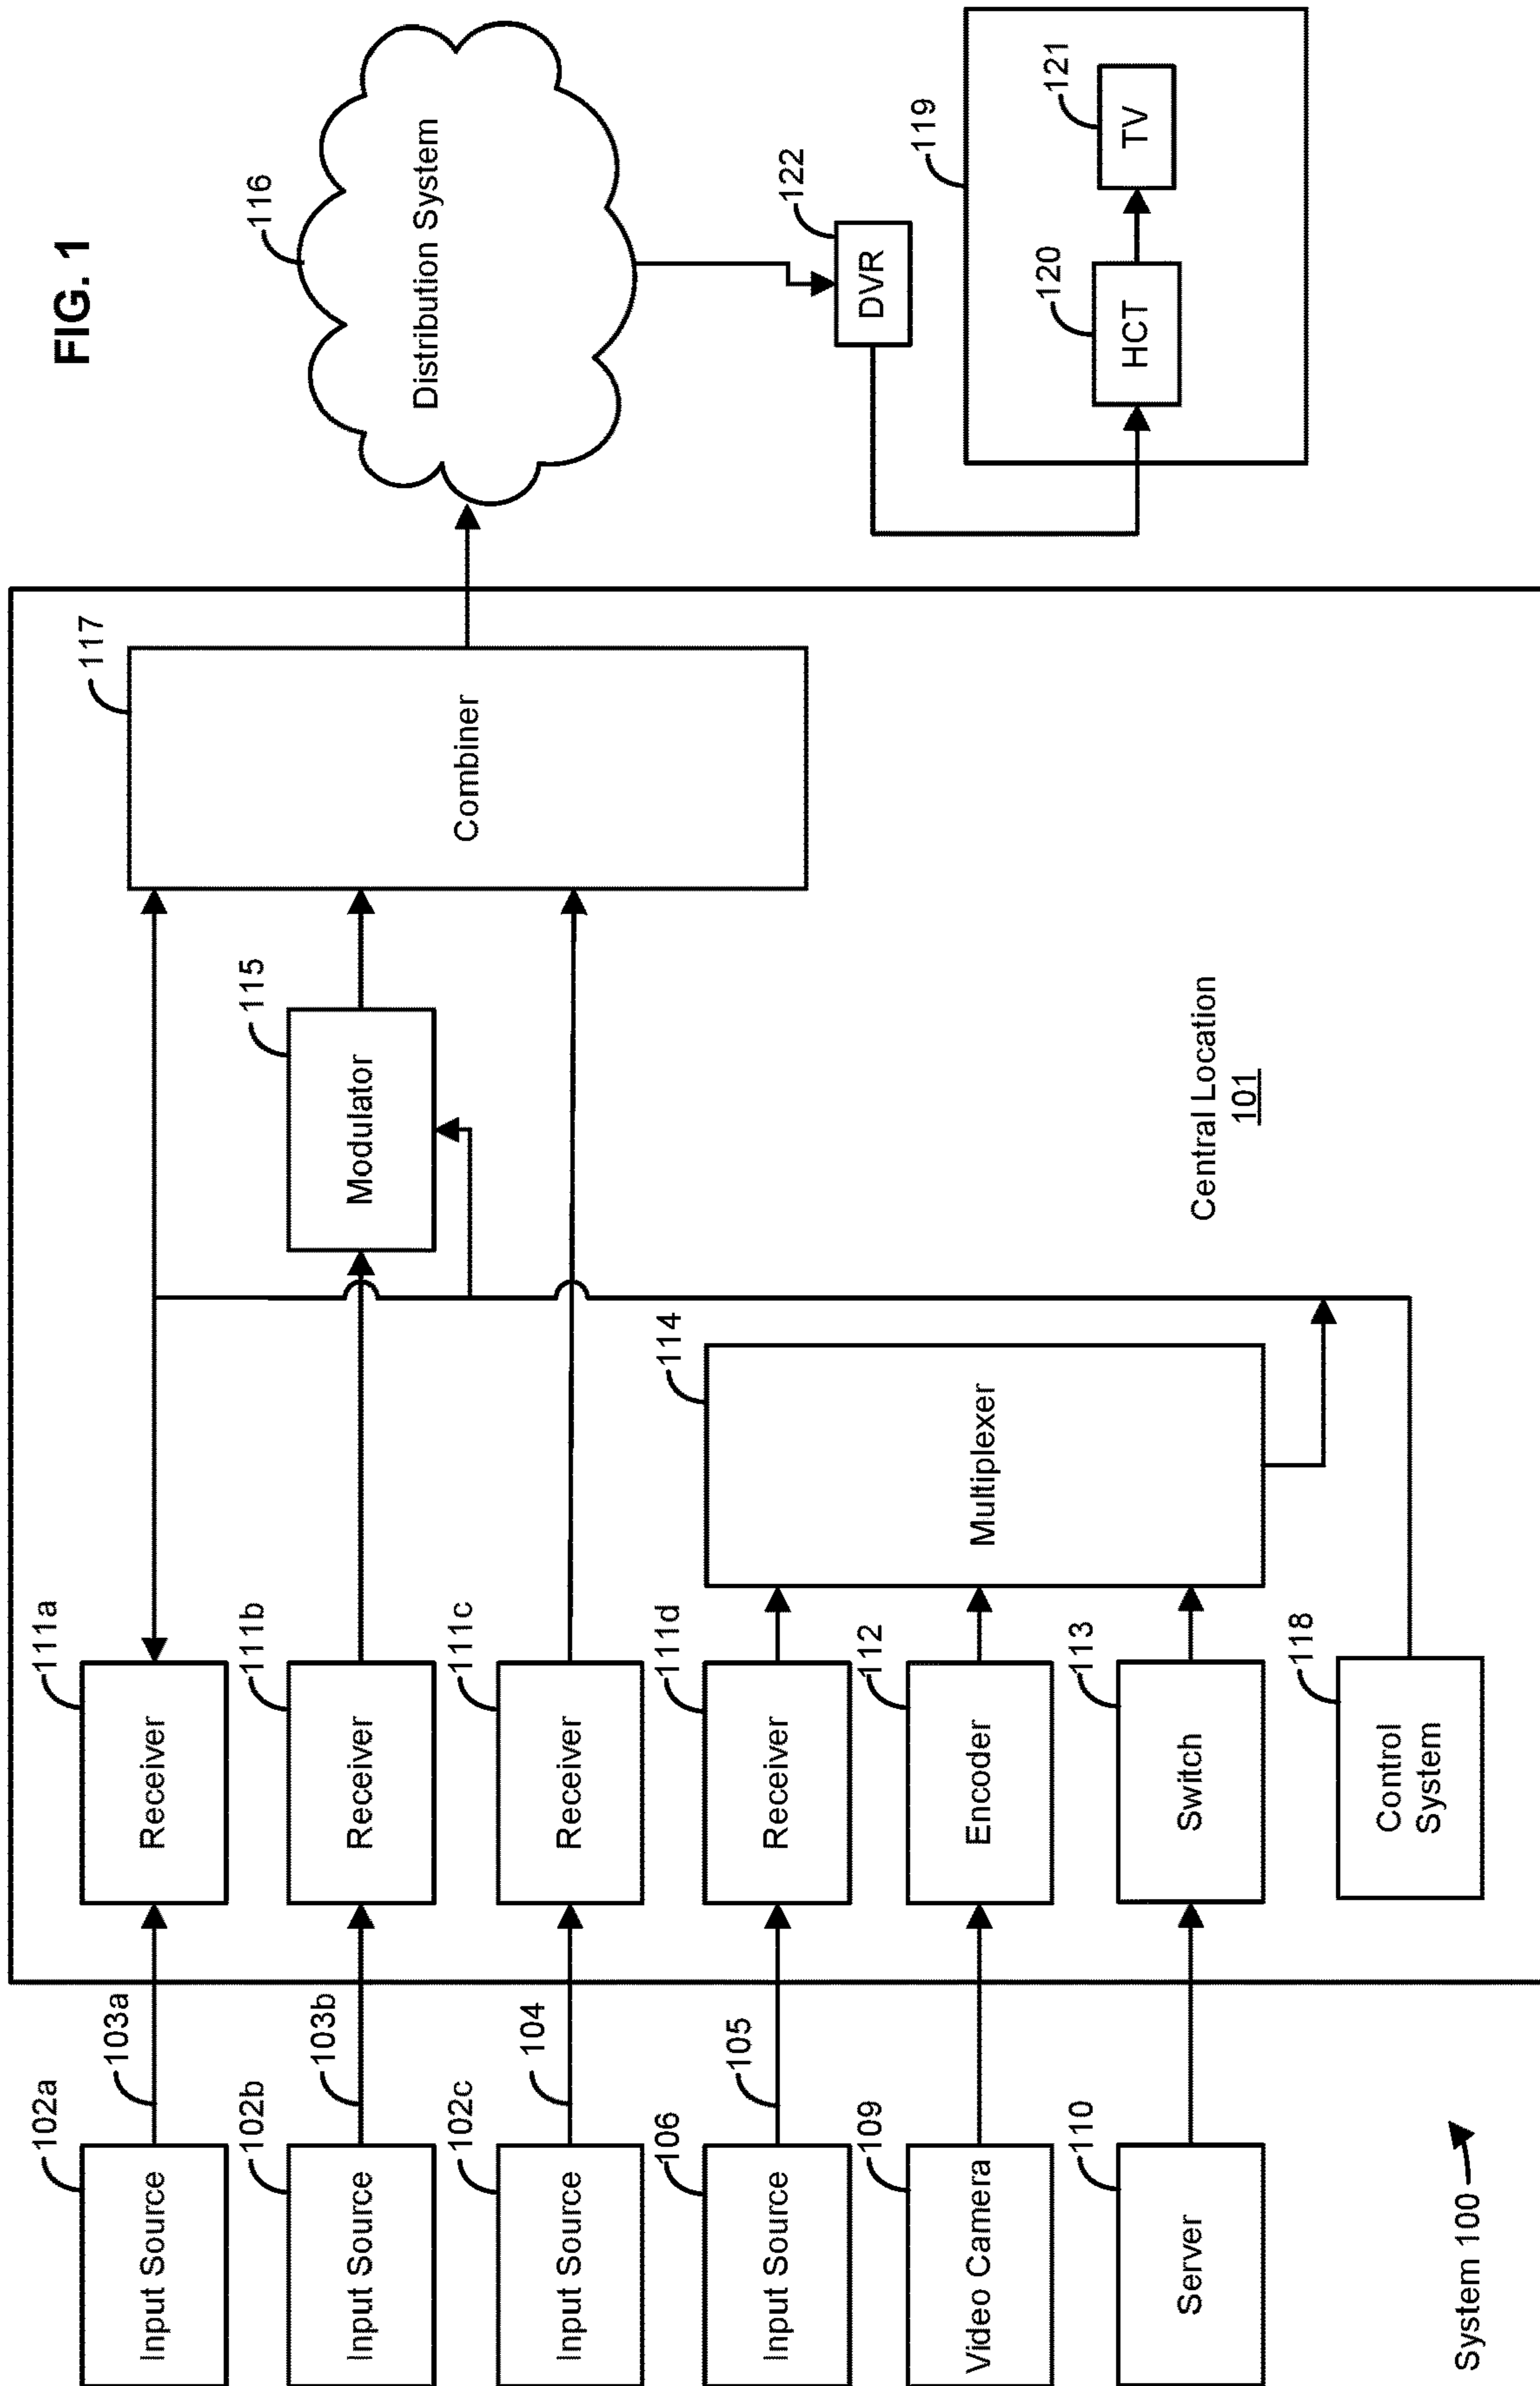 FIG. 1
102a
Input Source
103a
111a
Receiver
102b
Input Source
103b
111b
Receiver
115
Modulator
102c
Input Source
104
111c
Receiver
117
Combiner
116
Distribution System
106
Input Source
105
111d
Receiver
114
Multiplexer
109
Video Camera
112
Encoder
110
Server
113
Switch
118
Control
System
Central Location
101
122
DVR
119
120
HCT
121
TV
System 100